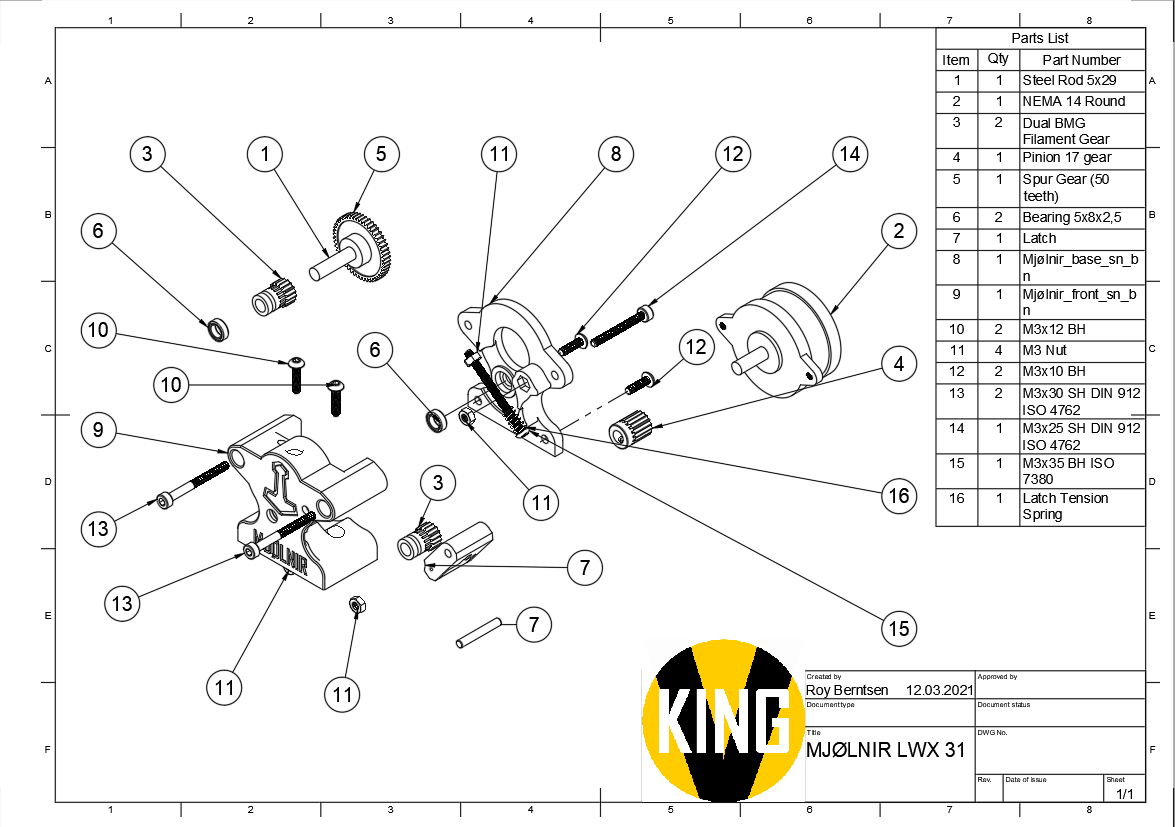 1 2 3 4 5 6 7 8
A A
B B
C C
D D
E E
F F
Parts List
Item Qty Part Number
1 1 Steel Rod 5x29
2 1 NEMA 14 Round
3 2 Dual BMG
Filament Gear
4 1 Pinion 17 gear
5 1 Spur Gear (50
teeth)
6 2 Bearing 5x8x2,5
7 1 Latch
8 1 Mjølnir_base_sn_b
n
9 1 Mjølnir_front_sn_b
n
10 2 M3x12 BH
11 4 M3 Nut
12 2 M3x10 BH
13 2 M3x30 SH DIN 912
ISO 4762
14 1 M3x25 SH DIN 912
ISO 4762
15 1 M3x35 BH ISO
7380
16 1 Latch Tension
Spring
3 1 5 11 8 12 14
6 2
10 6 12 4
10
9
3
13 11 16
13 7
7 15
11 11
MJØLNIR
KING
Created by
Roy Berntsen 12.03.2021
Approved by
Document type
Document status
Title
MJØLNIR LWX 31
DWG No.
Rev. Date of issue Sheet
1/1
1 2 3 4 5 6 7 8